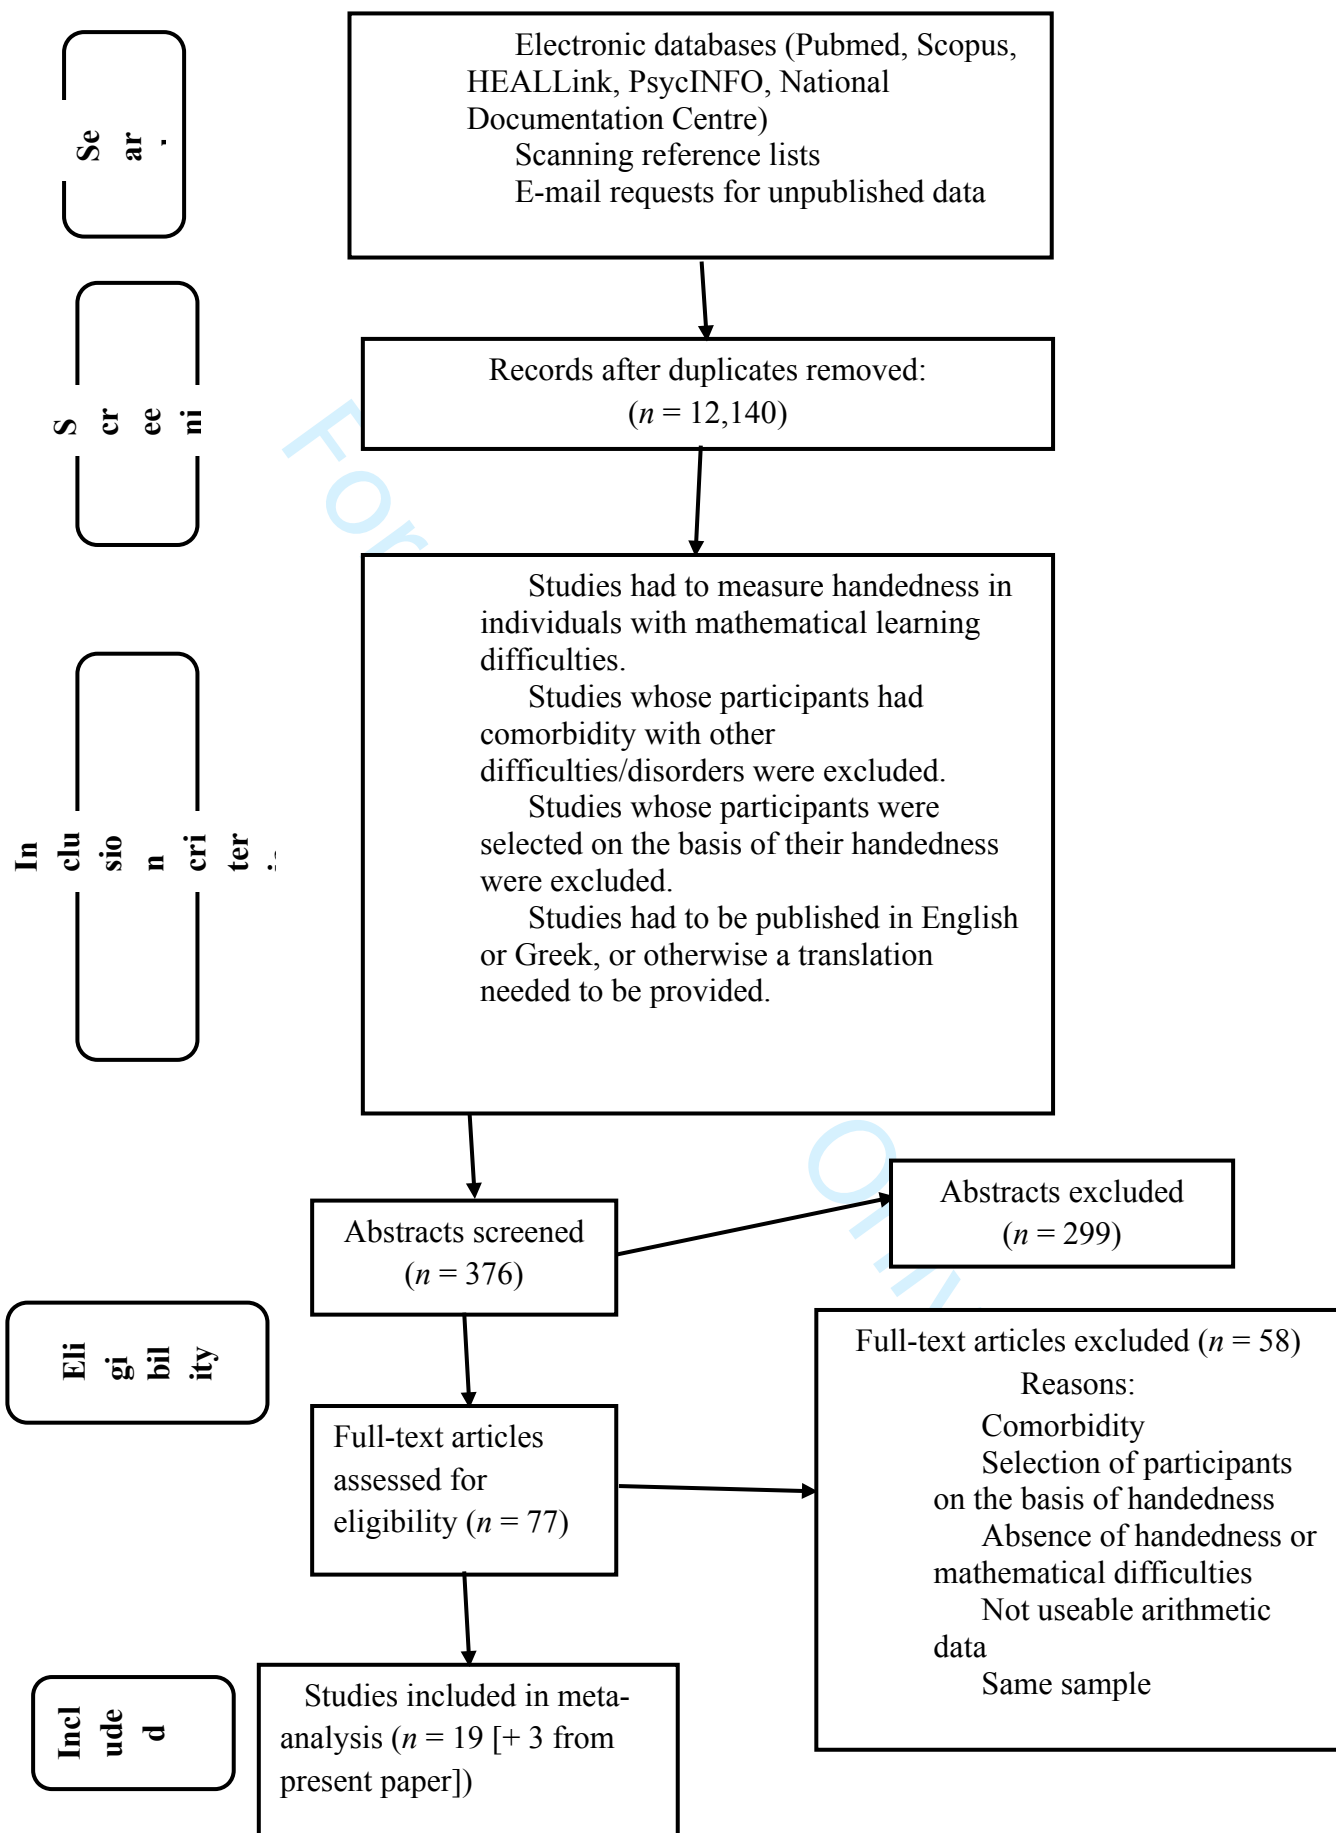 Se
ar
Electronic databases (Pubmed, Scopus,
HEALLink, PsycINFO, National
Documentation Centre)
Scanning reference lists
E-mail requests for unpublished data
S
cr
ee
ni
Records after duplicates removed:
(n = 12,140)
For
In
clu
sio
n
cri
ter
Studies had to measure handedness in
individuals with mathematical learning
difficulties.
Studies whose participants had
comorbidity with other
difficulties/disorders were excluded.
Studies whose participants were
selected on the basis of their handedness
were excluded.
Studies had to be published in English
or Greek, or otherwise a translation
needed to be provided.
Abstracts screened
(n = 376)
Abstracts excluded
(n = 299)
Eli
gi
bil
ity
Full-text articles
assessed for
eligibility (n = 77)
Full-text articles excluded (n = 58)
Reasons:
Comorbidity
Selection of participants
on the basis of handedness
Absence of handedness or
mathematical difficulties
Not useable arithmetic
data
Same sample
Incl
ude
d
Studies included in meta-
analysis (n = 19 [+ 3 from
present paper])